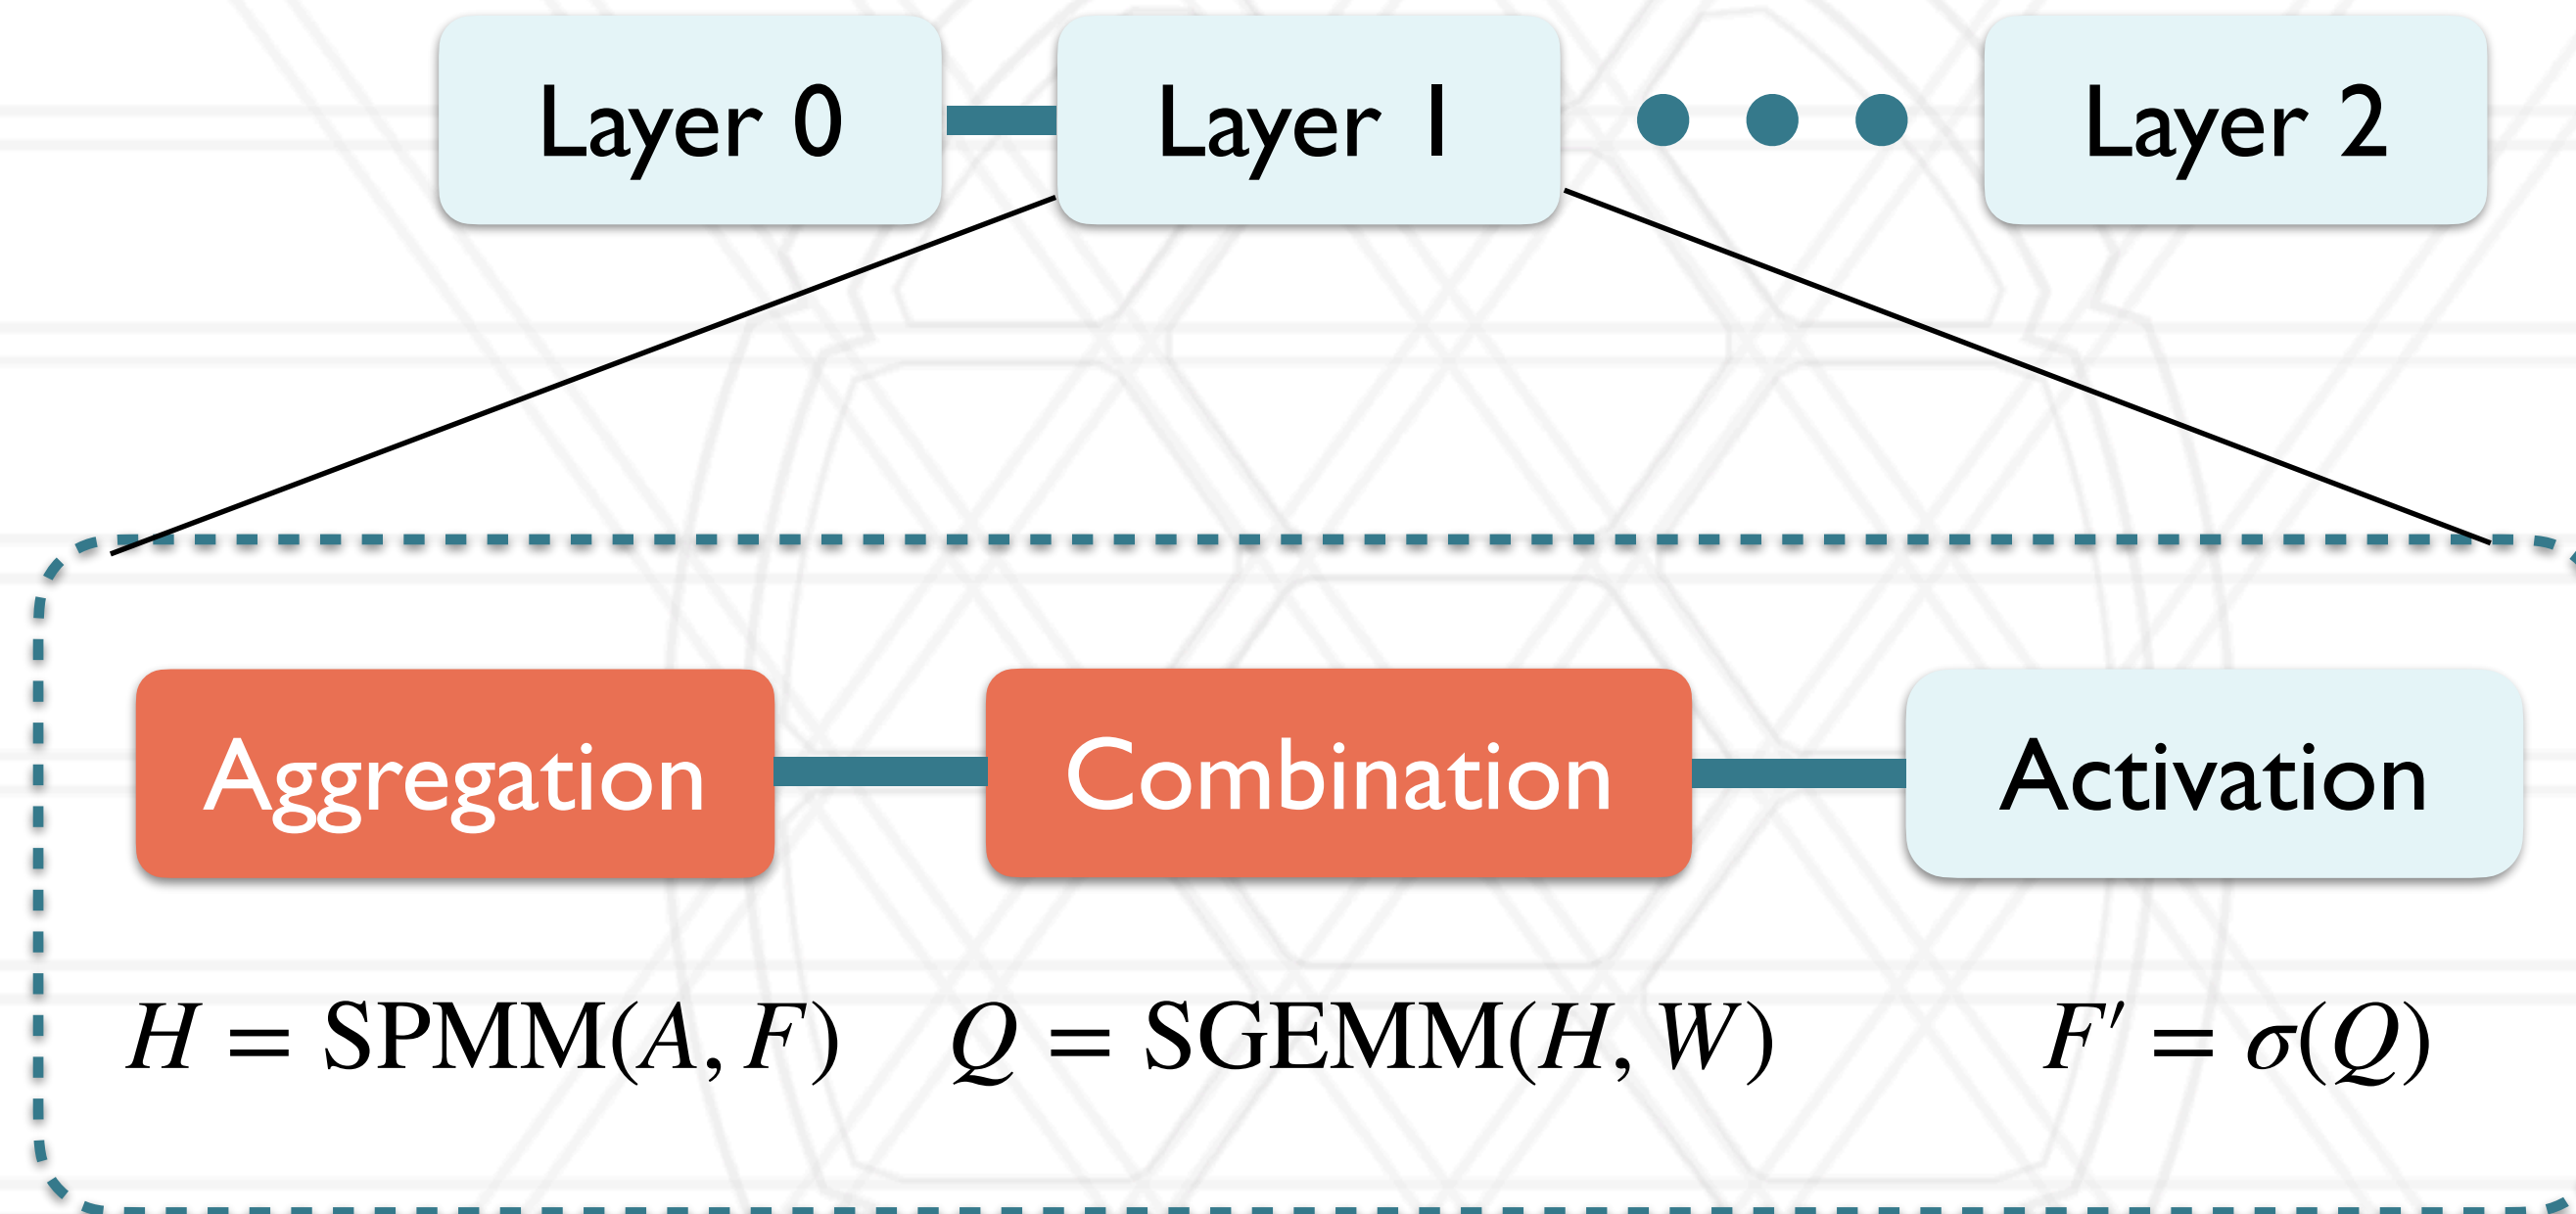 Layer 0
Layer 1
Layer 2
Aggregation
Combination
Activation
H = SPMM(A, F)
Q = SGEMM(H, W)
F′ = σ(Q)